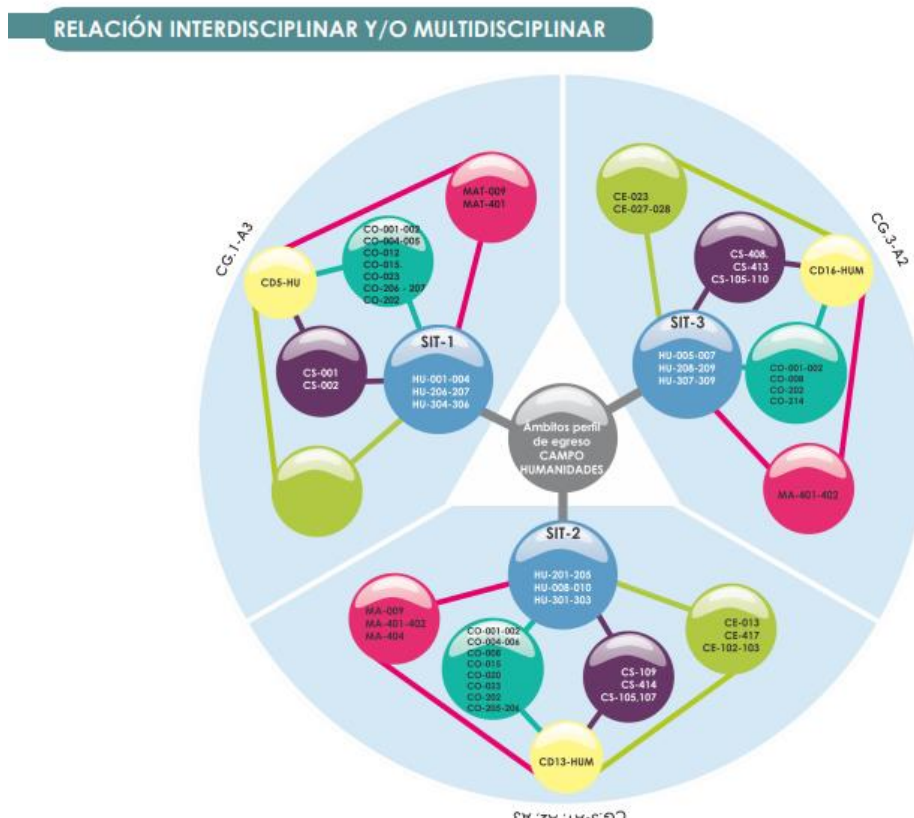 RELACIÓN INTERDISCIPLINAR Y/O MULTIDISCIPLINAR
CG.1-A3
MAT-009
MAT-401
CO-001-002
CO-004-005
CO-012
CO-015.
CO-023
CO-206 - 207
CO-202
CD5-HU
CS-001
CS-002
SIT-1
HU-001-004
HU-206-207
HU-304-306
CG.3-A2
CE-023
CE-027-028
CS-408.
CS-413
CS-105-110
CD16-HUM
SIT-3
HU-005-007
HU-208-209
HU-307-309
CO-001-002
CO-008
CO-202
CO-214
MA-401-402
Ámbitos perfil
de egreso
CAMPO
HUMANIDADES
SIT-2
HU-201-205
HU-008-010
HU-301-303
MA-009
MA-401-402
MA-404
CO-001-002
CO-004-006
CO-008
CO-015
CO-020
CO-023
CO-202
CO-205-206
CS-109
CS-414
CS-105,107
CE-013
CE-417
CE-102-103
CD13-HUM